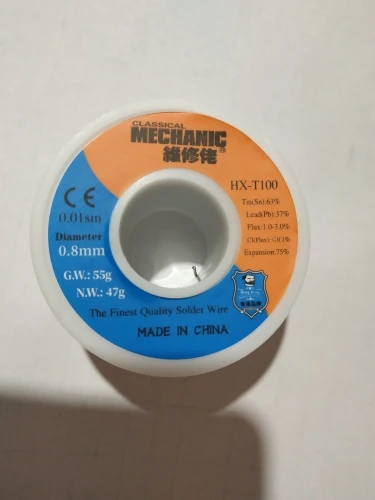 CLASSICAL
MECHANIC®
維修佬
HX-T100
CE
0.01sin
Diameter
0.8mm
G.W.: 55g
N.W.: 47g
Tin(Sn):63%
Lead(Pb):37%
Flux:1.0-3.0%
Cl(Flux):<0.1%
Expansion:75%
The Finest Quality Solder Wire
MADE IN CHINA